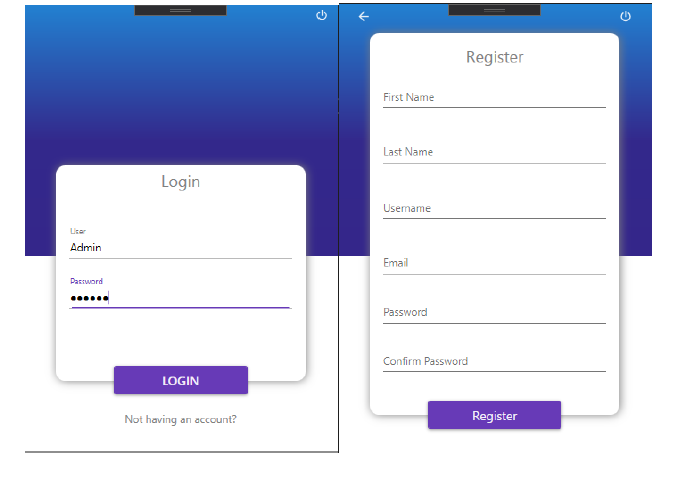 Login
User
Admin
Password
LOGIN
Not having an account?
Register
First Name
Last Name
Username
Email
Password
Confirm Password
Register